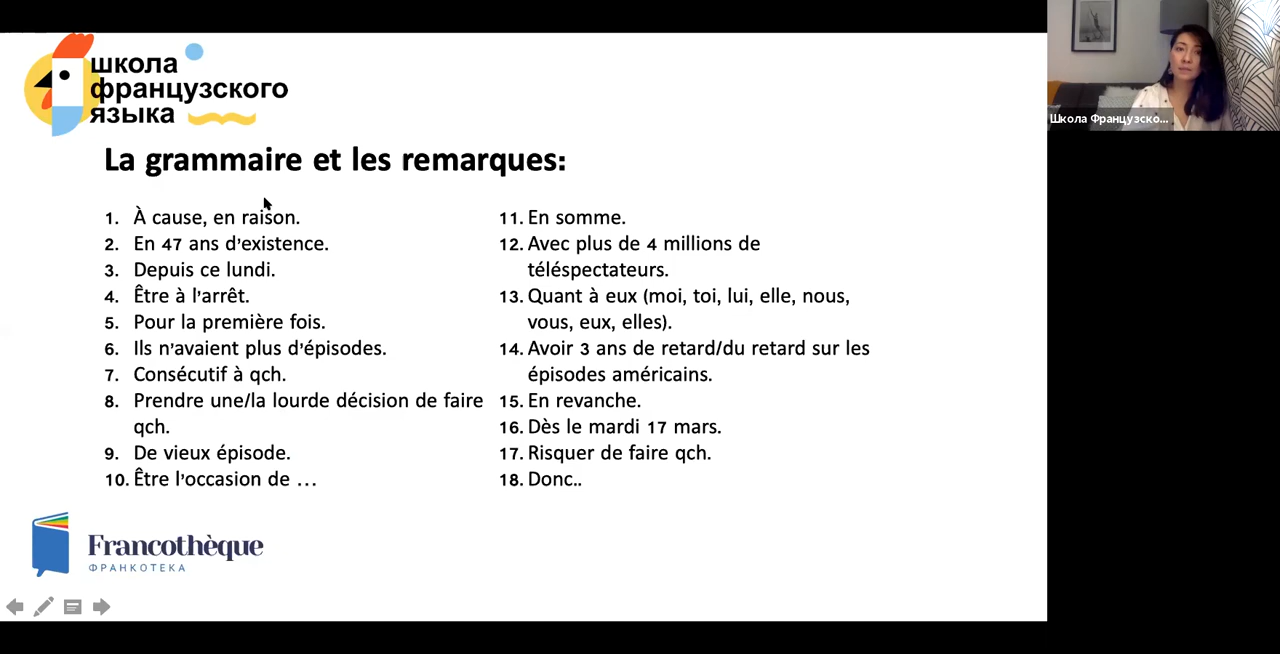 школа
французского
языка
La grammaire et les remarques:
1. À cause, en raison.
2. En 47 ans d’existence.
3. Depuis ce lundi.
4. Être à l’arrêt.
5. Pour la première fois.
6. Ils n’avaient plus d’épisodes.
7. Consécutif à qch.
8. Prendre une/la lourde décision de faire
qch.
9. De vieux épisode.
10. Être l’occasion de …
11. En somme.
12. Avec plus de 4 millions de
téléspectateurs.
13. Quant à eux (moi, toi, lui, elle, nous,
vous, eux, elles).
14. Avoir 3 ans de retard/du retard sur les
épisodes américains.
15. En revanche.
16. Dès le mardi 17 mars.
17. Risquer de faire qch.
18. Donc..
Francothèque
ФРАНКОТЕКА
Школа Французско...